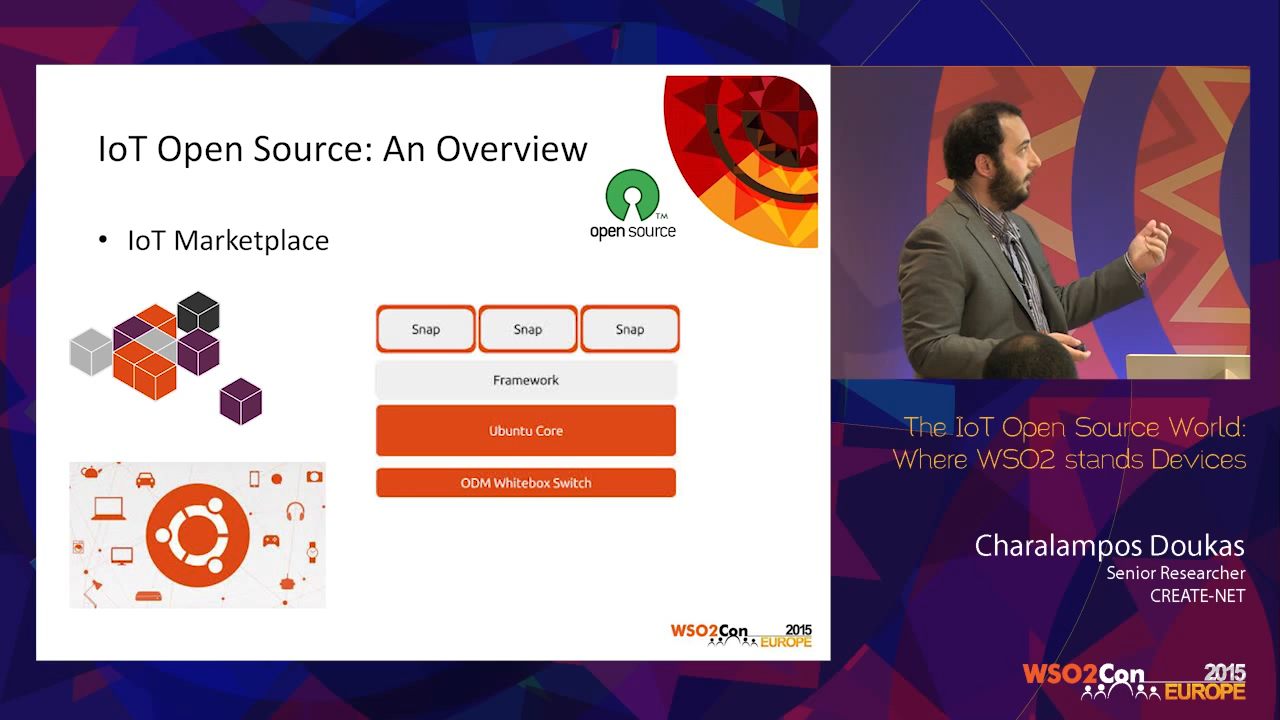 IoT Open Source: An Overview
TM
open source
• IoT Marketplace
Snap Snap Snap
Framework
Ubuntu Core
ODM Whitebox Switch
WSO2Con 2015
EUROPE
The IoT Open Source World:
Where WSO2 stands Devices
Charalampos Doukas
Senior Researcher
CREATE-NET
WSO2Con 2015
EUROPE